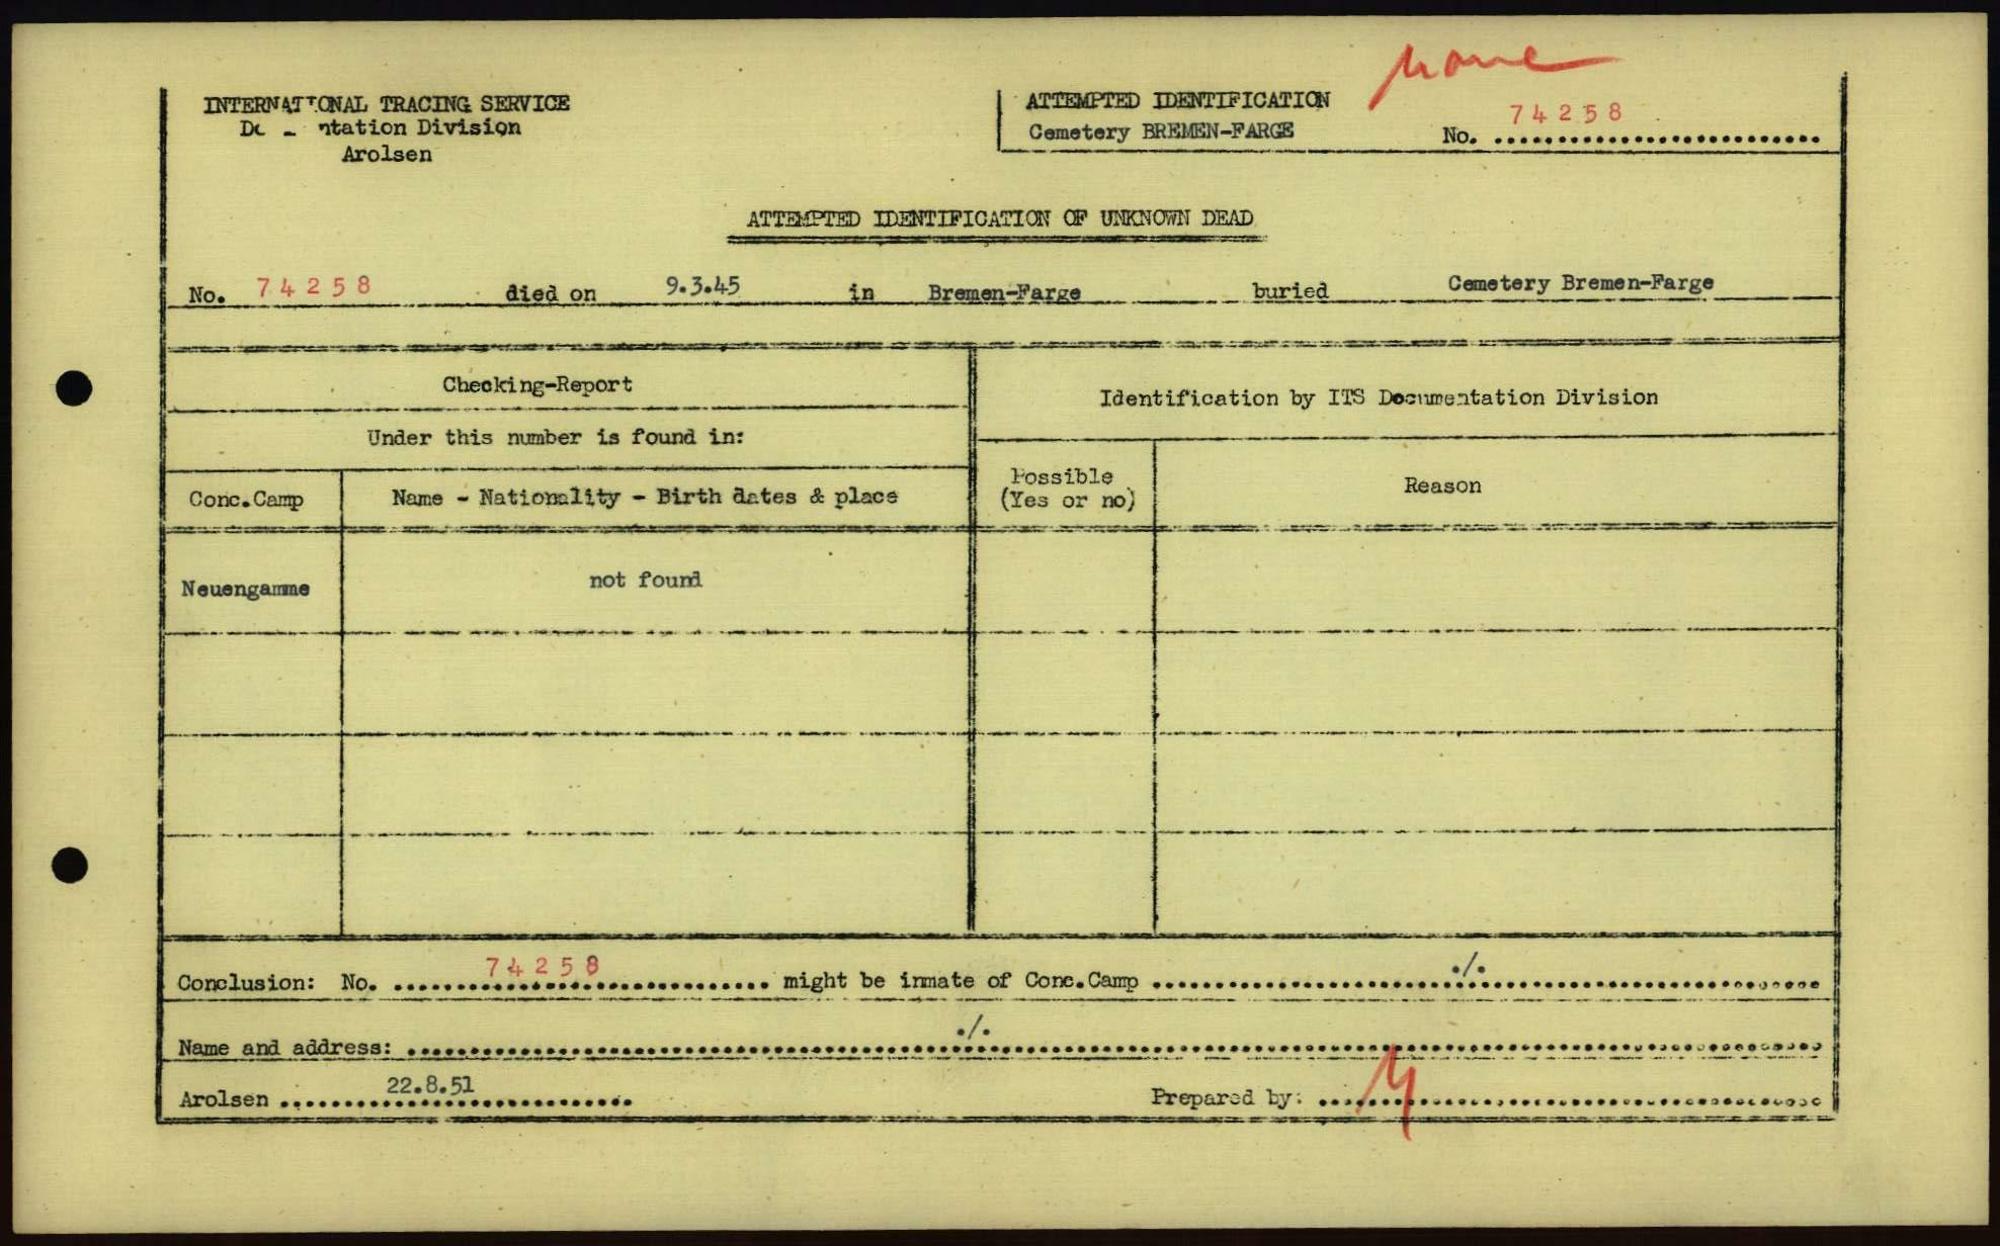 none
INTERNATIONAL TRACING SERVICE
Division
Arolsen
ATTEMPTED IDENTIFICATION
Cemetery BREMEN-FARGE
No. 74258
ATTEMPTED IDENTIFICATION OF UNKNOWN DEAD
No. 74258 died on 9.3.45 in Bremen-Farge buried Cemetery Bremen-Farge
Checking-Report
Under this number is found in:
Conc.Camp
Name - Nationality - Birth dates & place
Identification by ITS Documentation Division
Possible
(Yes or no)
Reason
Neuengamme
not found
Conclusion: No. 74258 might be inmate of Conc.Camp ./.
Name and address: ./.
Arolsen 22.8.51
Prepared by: